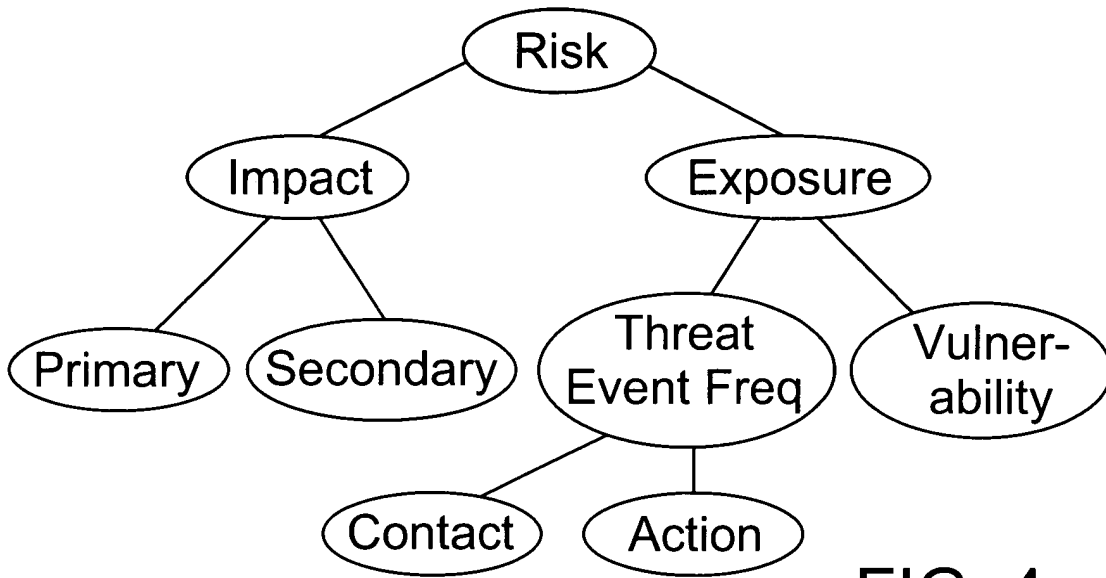 Risk
Impact
Exposure
Primary
Secondary
Threat
Event Freq
Vulner-
ability
Contact
Action